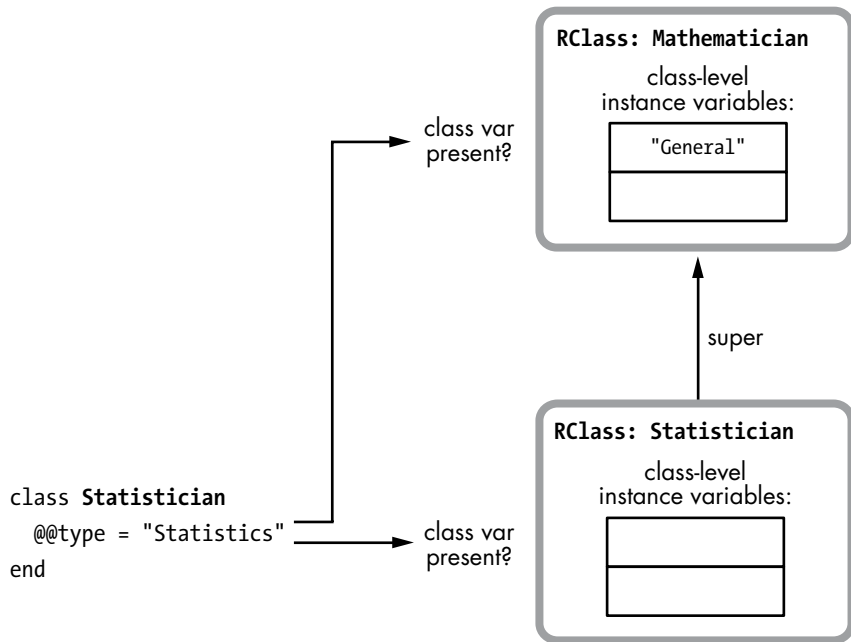 RClass: Mathematician
class-level
instance variables:
"General"
class var
present?
super
RClass: Statistician
class-level
instance variables:
class Statistician
  @@type = "Statistics"
end
class var
present?